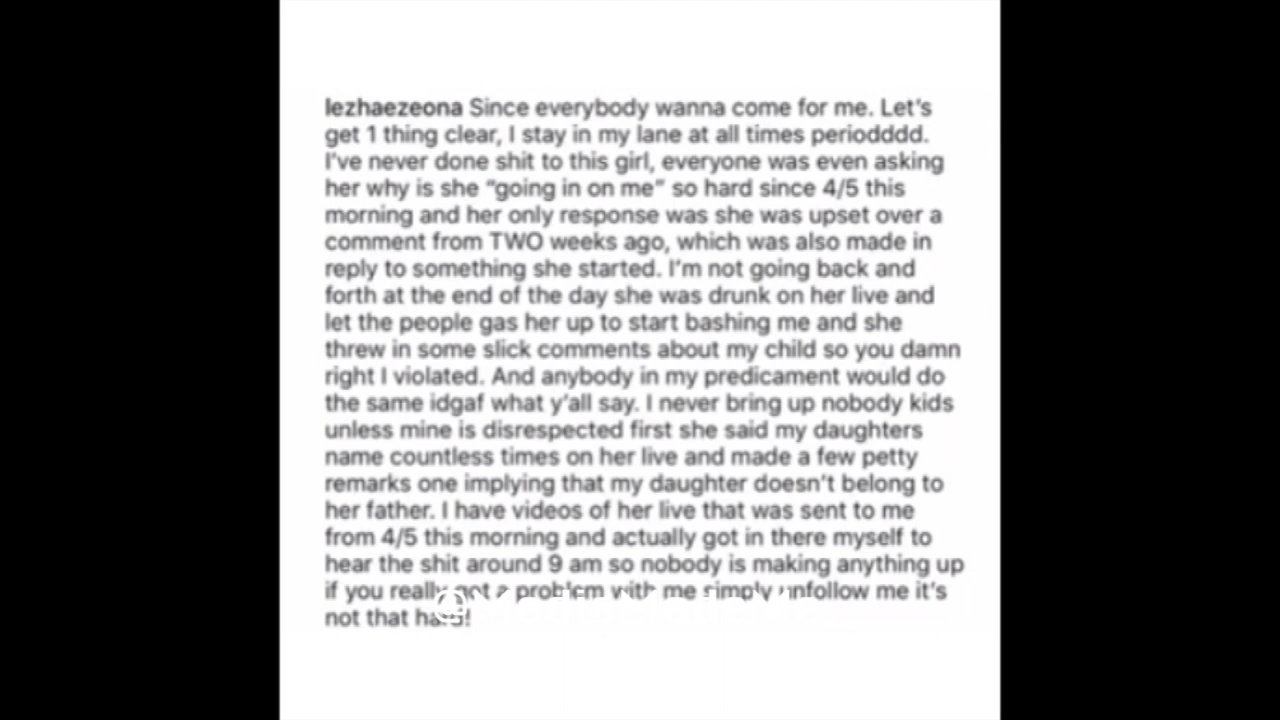 lezhaezeona Since everybody wanna come for me. Let's
get 1 thing clear, I stay in my lane at all times periodddd.
I've never done shit to this girl, everyone was even asking
her why is she "going in on me" so hard since 4/5 this
morning and her only response was she was upset over a
comment from TWO weeks ago, which was also made in
reply to something she started. I'm not going back and
forth at the end of the day she was drunk on her live and
let the people gas her up to start bashing me and she
threw in some slick comments about my child so you damn
right I violated. And anybody in my predicament would do
the same idgaf what y'all say. I never bring up nobody kids
unless mine is disrespected first she said my daughters
name countless times on her live and made a few petty
remarks one implying that my daughter doesn't belong to
her father. I have videos of her live that was sent to me
from 4/5 this morning and actually got in there myself to
hear the shit around 9 am so nobody is making anything up
if you really got a problem with me simply unfollow me it's
not that hard!